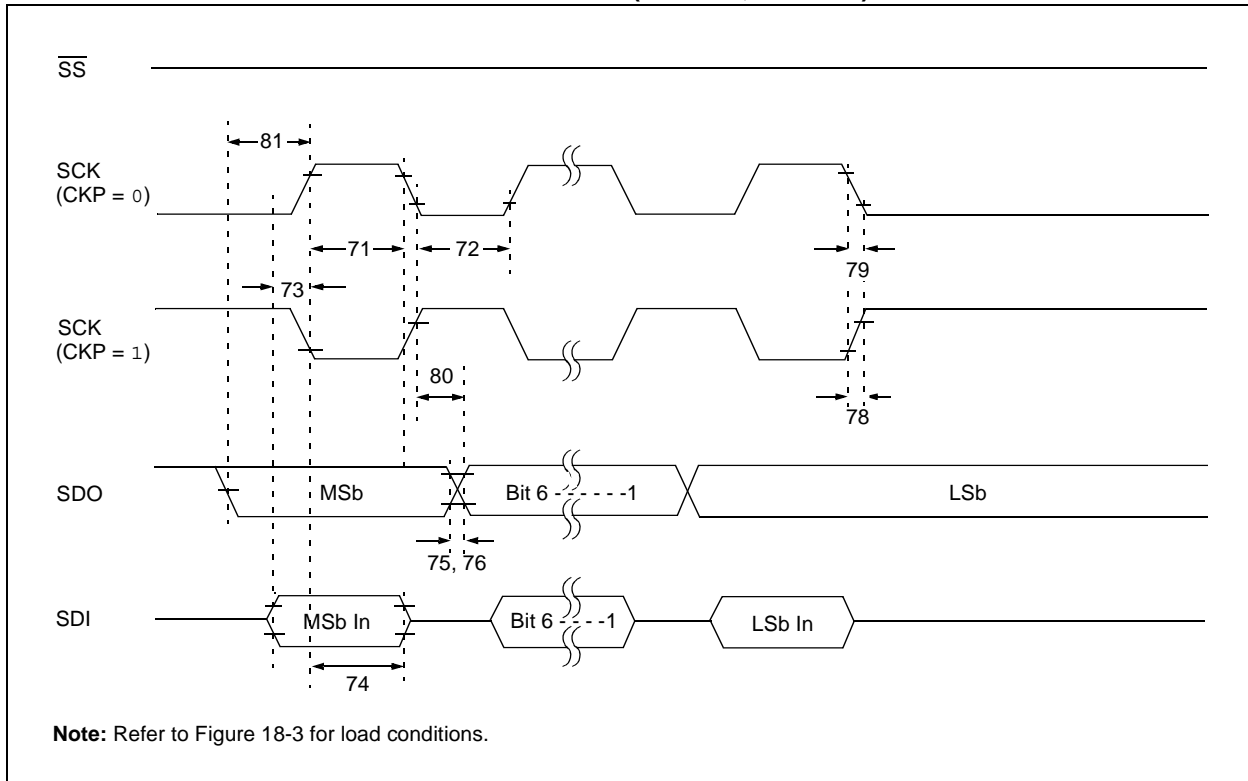 SS
81
SCK
(CKP = 0)
71
72
79
73
SCK
(CKP = 1)
80
78
SDO
MSb
Bit 6 - - - - - -1
LSb
75, 76
SDI
MSb In
Bit 6 - - - -1
LSb In
74
Note: Refer to Figure 18-3 for load conditions.